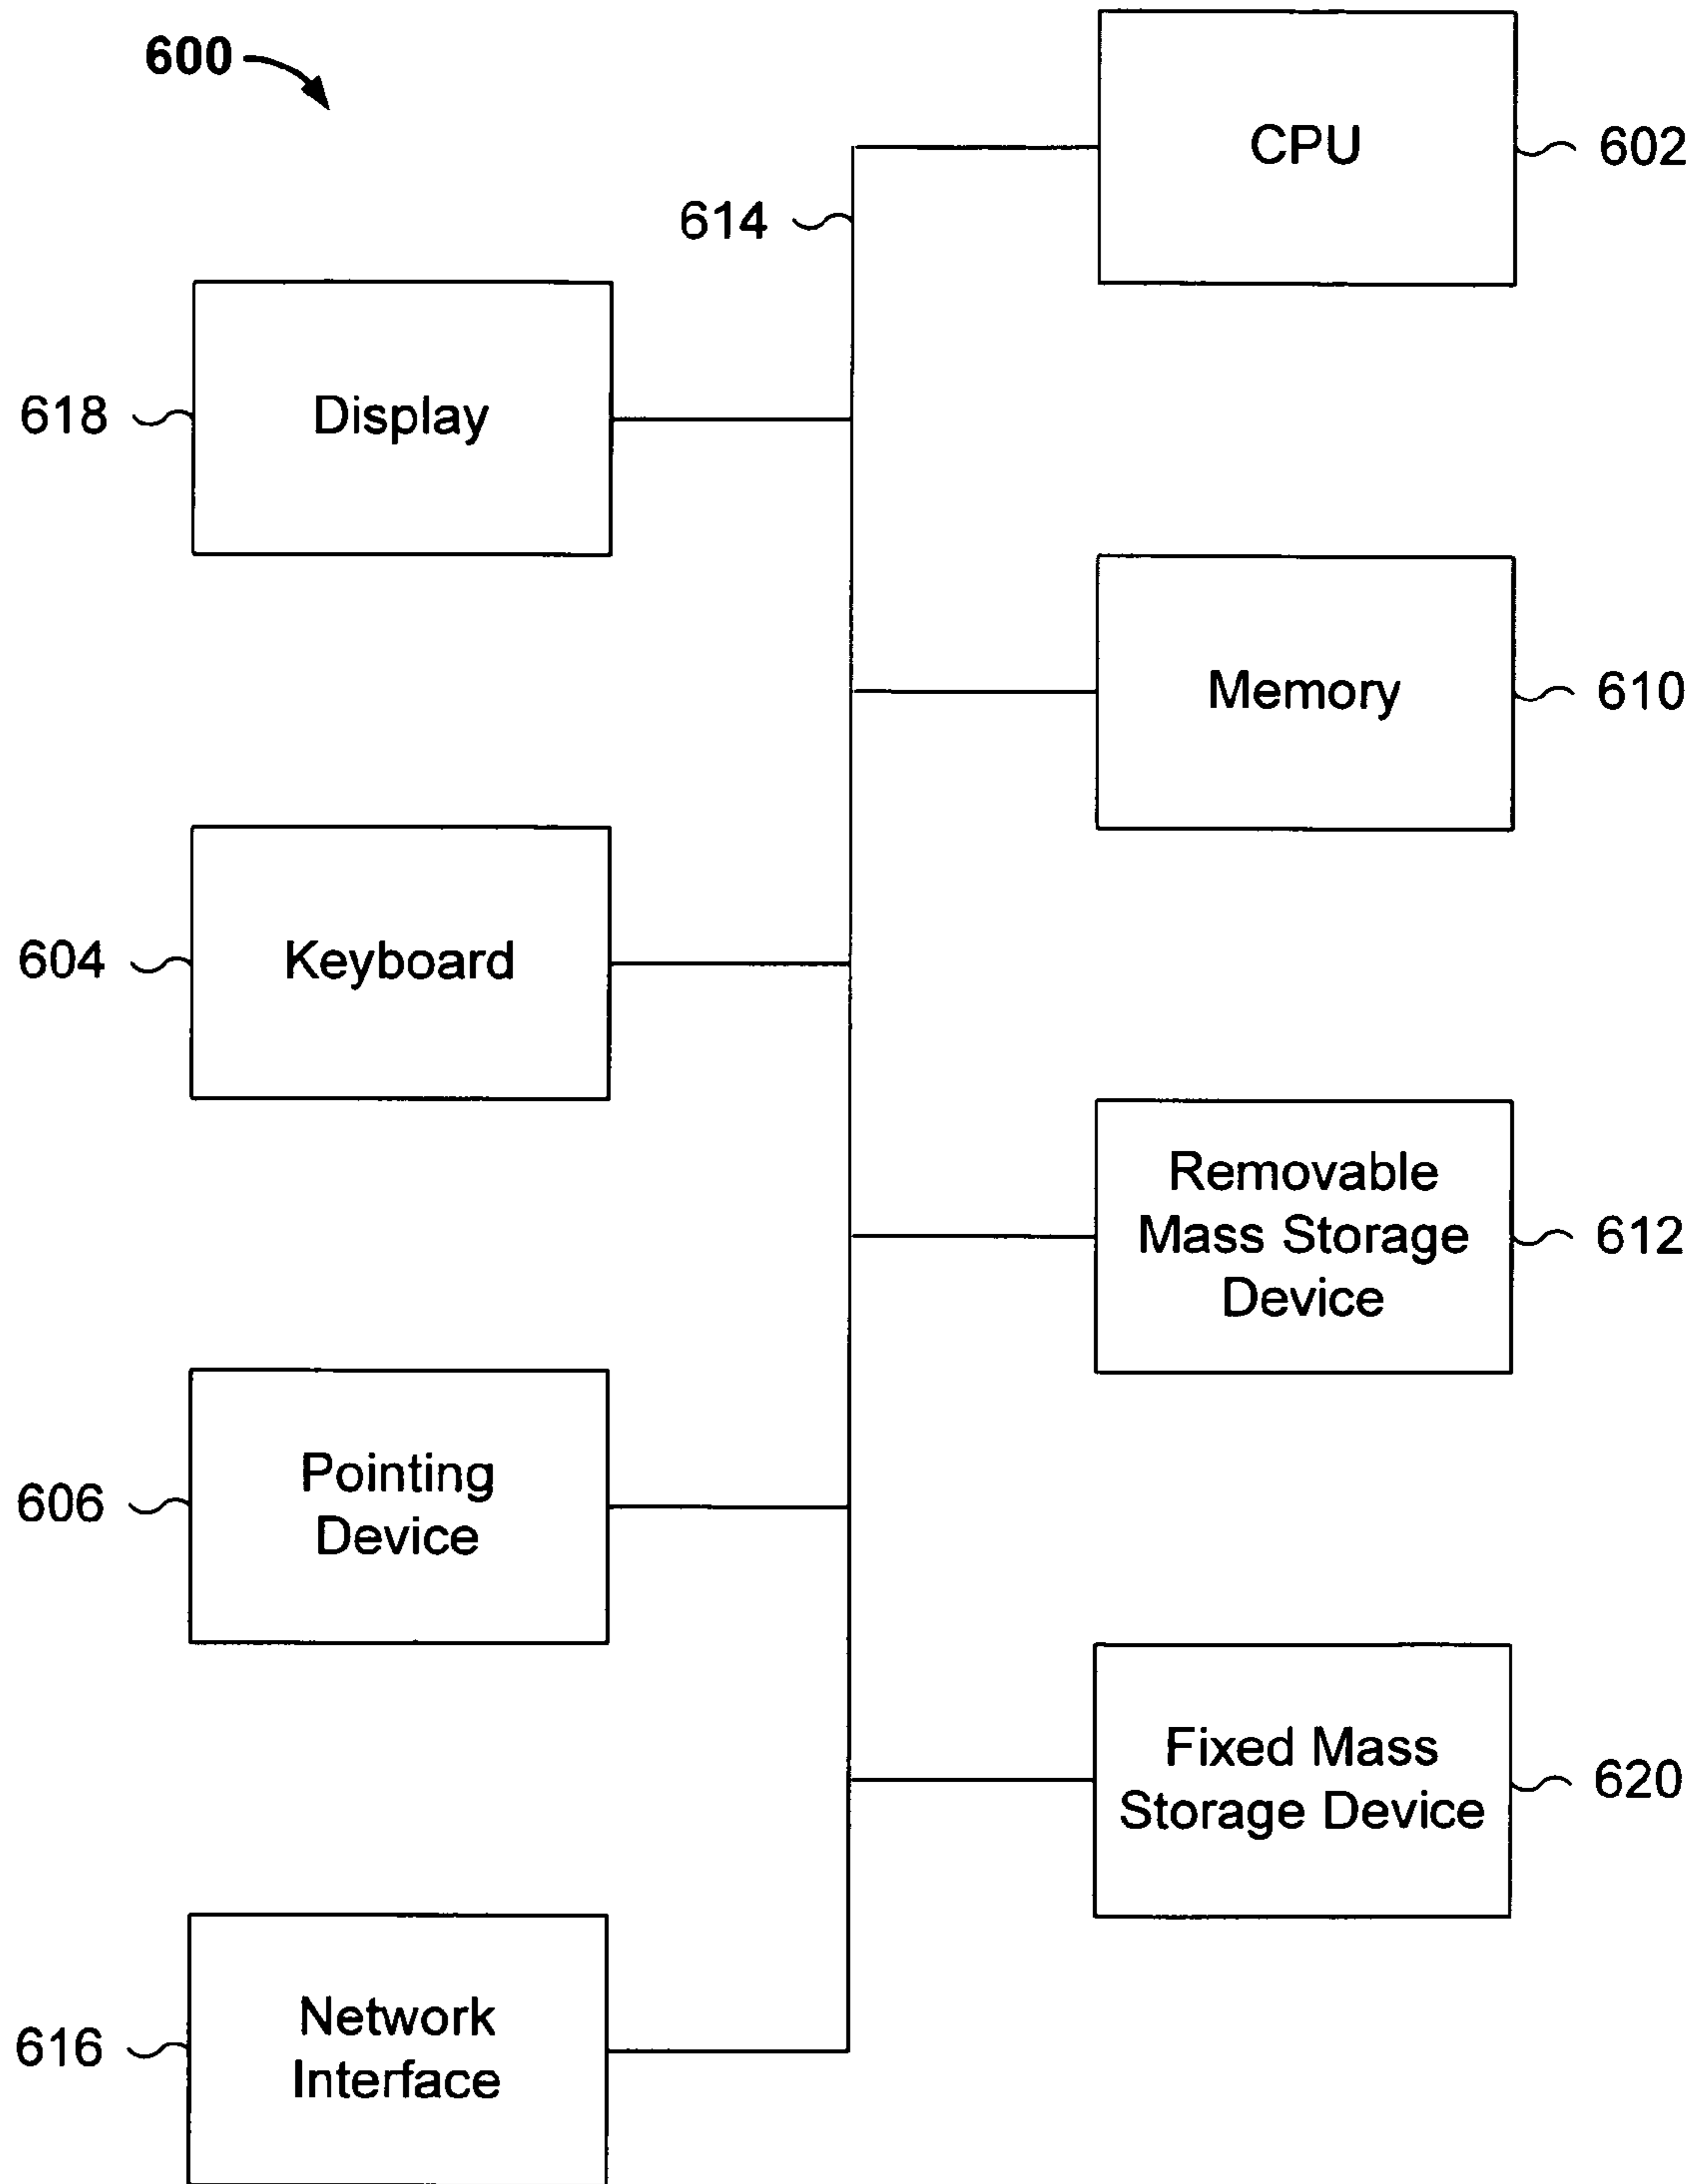 600
CPU
602
614
618
Display
Memory
610
604
Keyboard
Removable
Mass Storage
Device
612
606
Pointing
Device
Fixed Mass
Storage Device
620
616
Network
Interface